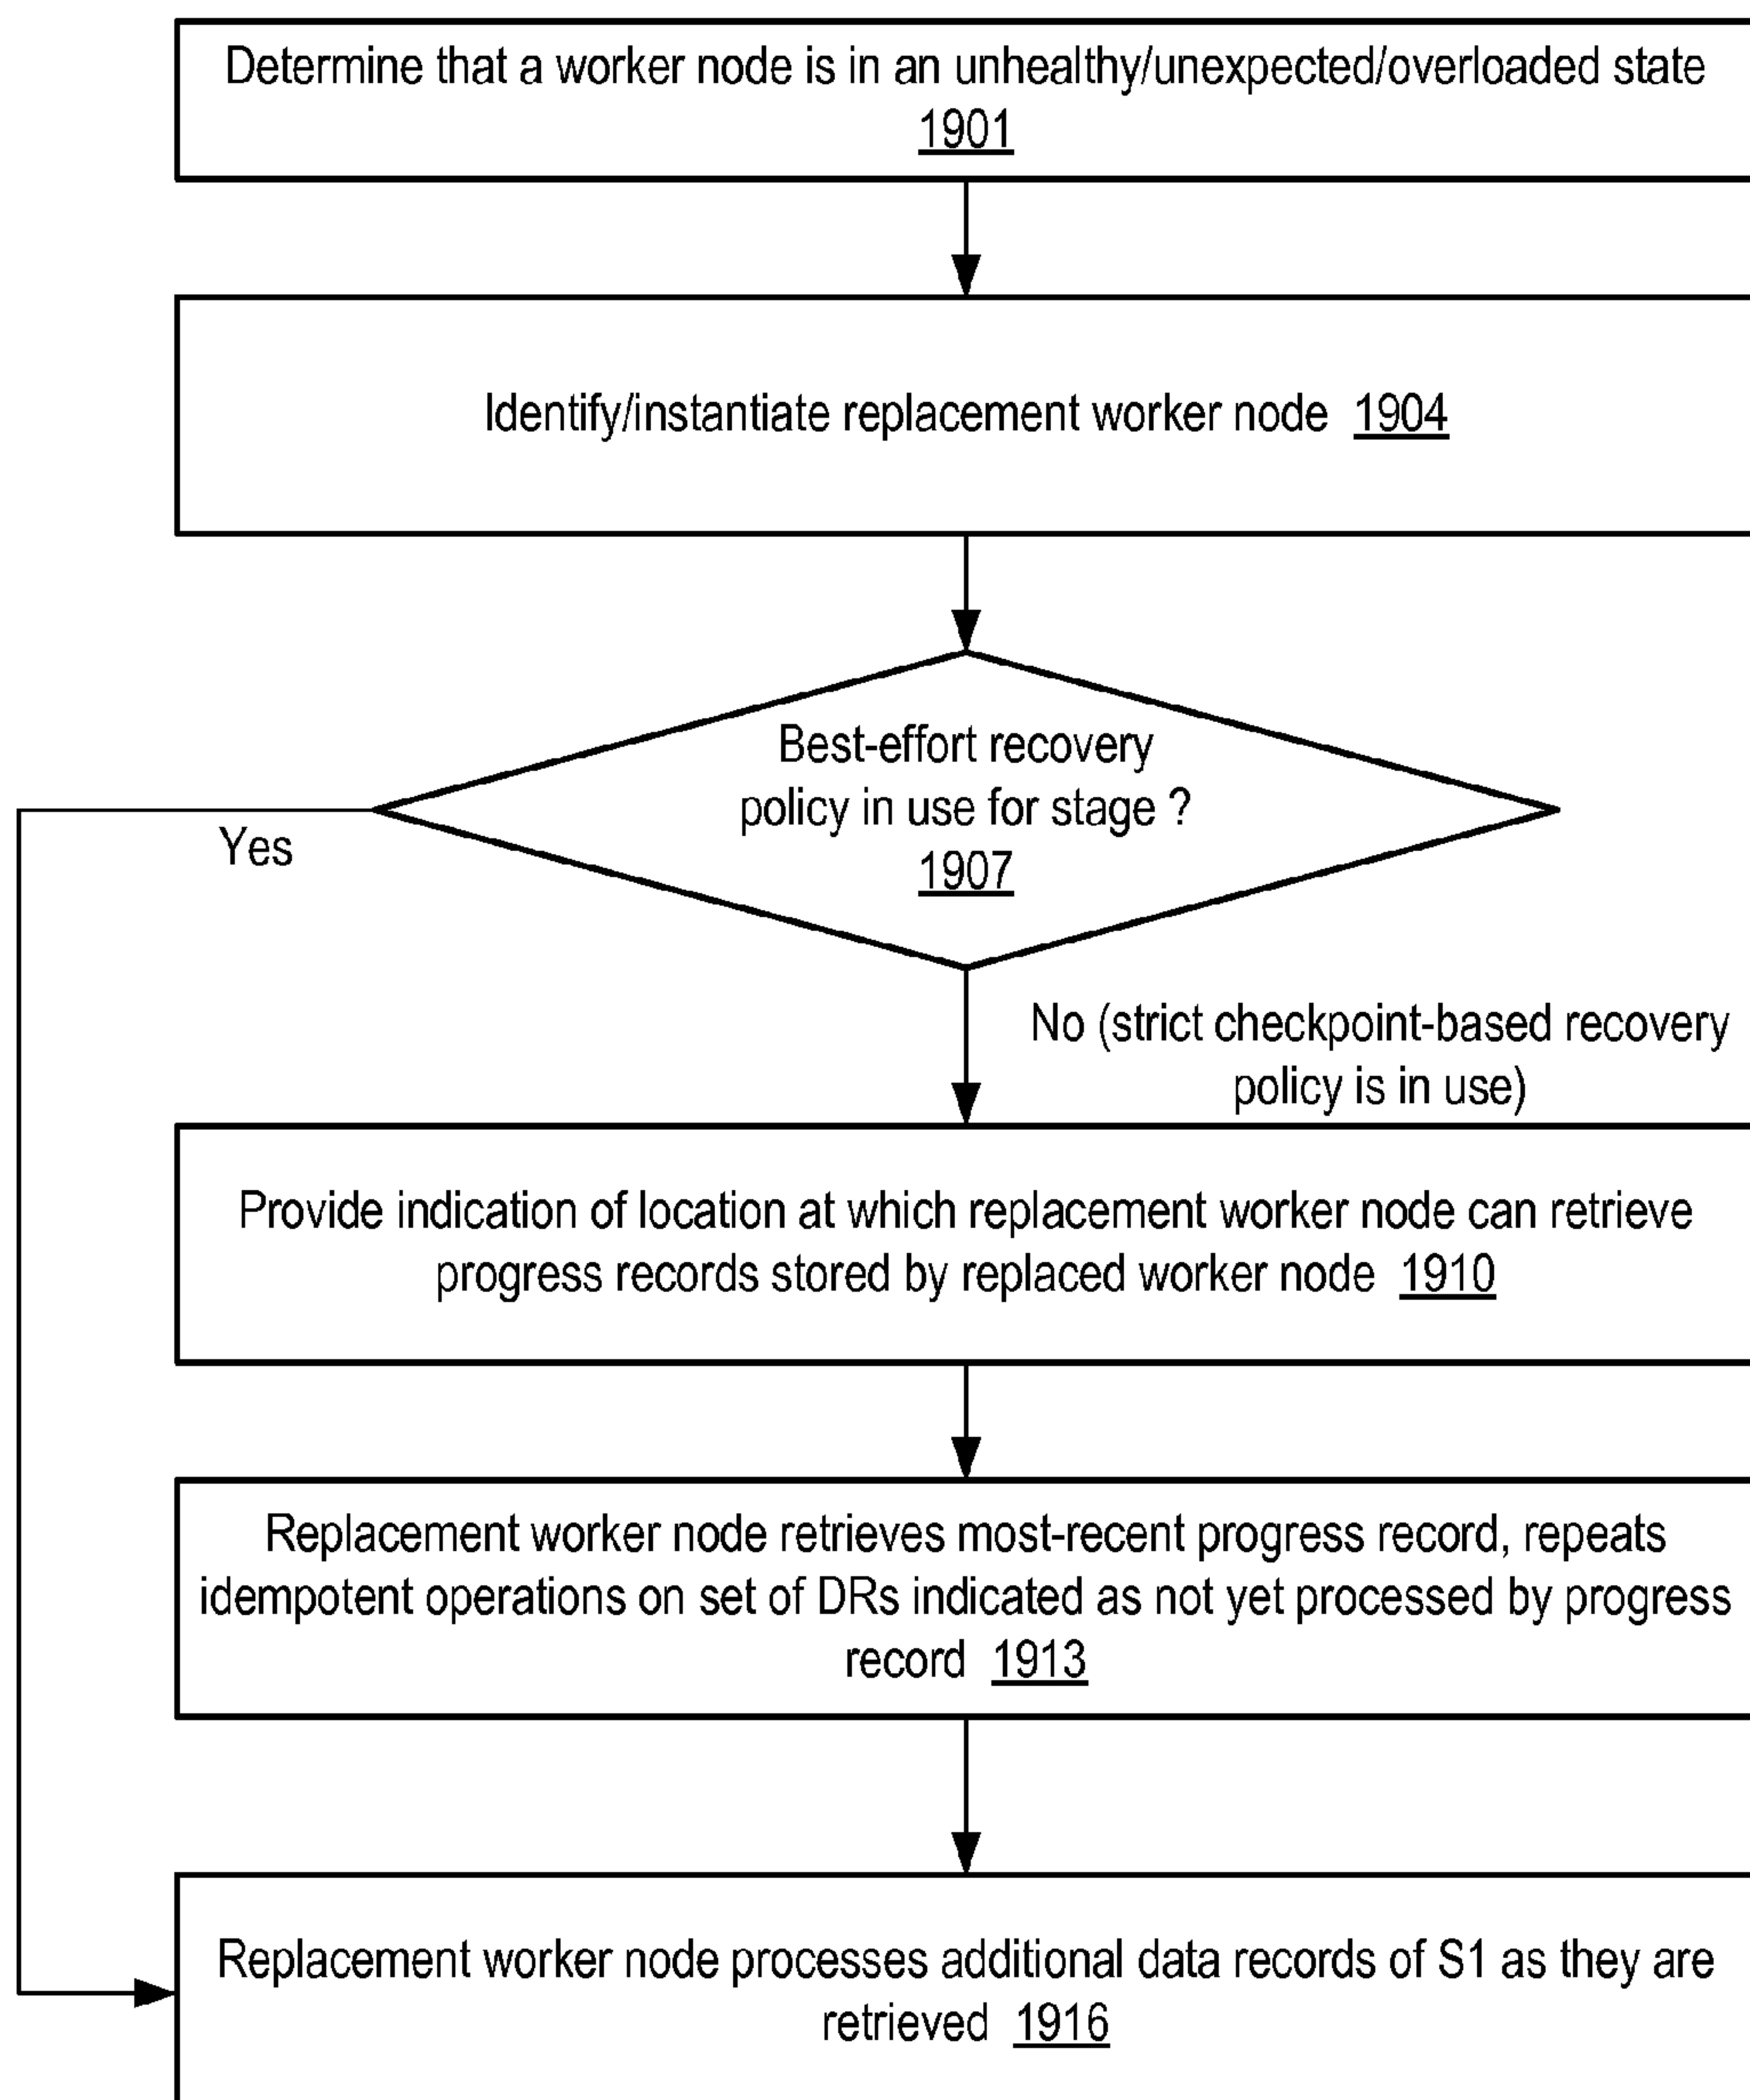 Determine that a worker node is in an unhealthy/unexpected/overloaded state
1901
Identify/instantiate replacement worker node 1904
Best-effort recovery
policy in use for stage ?
1907
Yes
No (strict checkpoint-based recovery
policy is in use)
Provide indication of location at which replacement worker node can retrieve
progress records stored by replaced worker node 1910
Replacement worker node retrieves most-recent progress record, repeats
idempotent operations on set of DRs indicated as not yet processed by progress
record 1913
Replacement worker node processes additional data records of S1 as they are
retrieved 1916